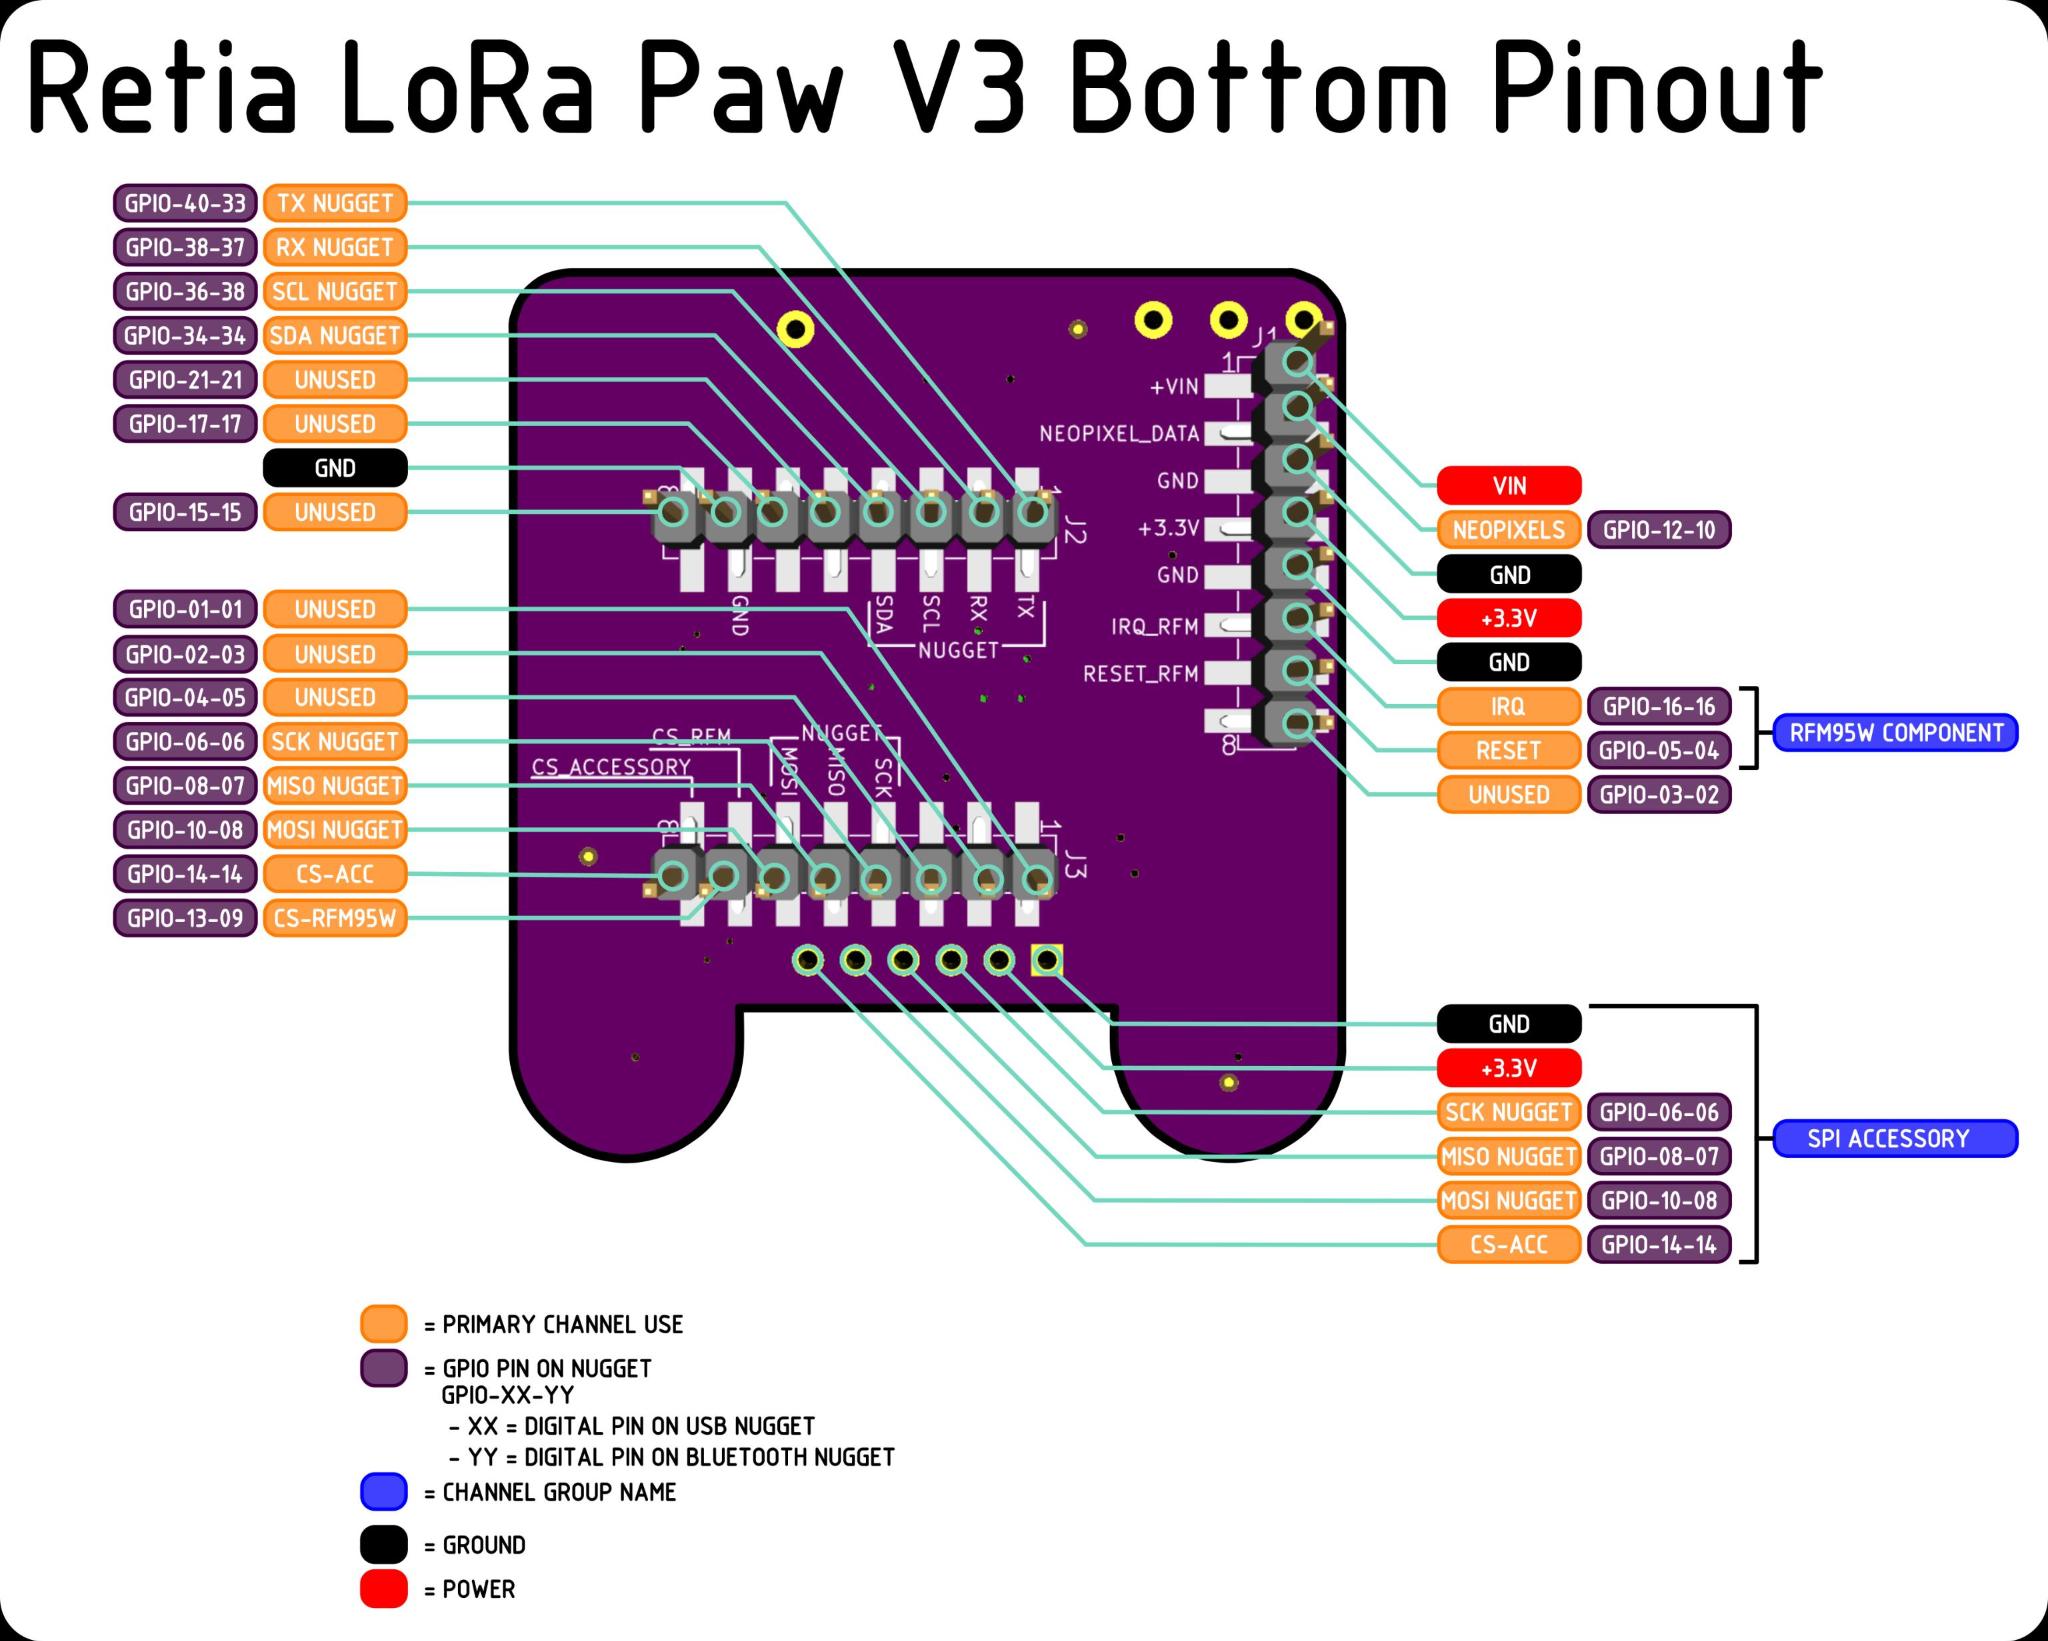 Retia LoRa Paw V3 Bottom Pinout
GPIO-40-33 TX NUGGET
GPIO-38-37 RX NUGGET
GPIO-36-38 SCL NUGGET
GPIO-34-34 SDA NUGGET
GPIO-21-21 UNUSED
GPIO-17-17 UNUSED
GND
GPIO-15-15 UNUSED
GPIO-01-01 UNUSED
GPIO-02-03 UNUSED
GPIO-04-05 UNUSED
GPIO-06-06 SCK NUGGET
GPIO-08-07 MISO NUGGET
GPIO-10-08 MOSI NUGGET
GPIO-14-14 CS-ACC
GPIO-13-09 CS-RFM95W
8 1
J2
GND SDA SCL RX TX
NUGGET
NUGGET
CS_RFM
CS_ACCESSORY
MOSI MISO SCK
8 1
J3
J1
1
+VIN
NEOPIXEL_DATA
GND
+3.3V
GND
IRQ_RFM
RESET_RFM
8
VIN
NEOPIXELS GPIO-12-10
GND
+3.3V
GND
IRQ GPIO-16-16
RESET GPIO-05-04
RFM95W COMPONENT
UNUSED GPIO-03-02
GND
+3.3V
SCK NUGGET GPIO-06-06
MISO NUGGET GPIO-08-07
MOSI NUGGET GPIO-10-08
CS-ACC GPIO-14-14
SPI ACCESSORY
= PRIMARY CHANNEL USE
= GPIO PIN ON NUGGET
GPIO-XX-YY
- XX = DIGITAL PIN ON USB NUGGET
- YY = DIGITAL PIN ON BLUETOOTH NUGGET
= CHANNEL GROUP NAME
= GROUND
= POWER